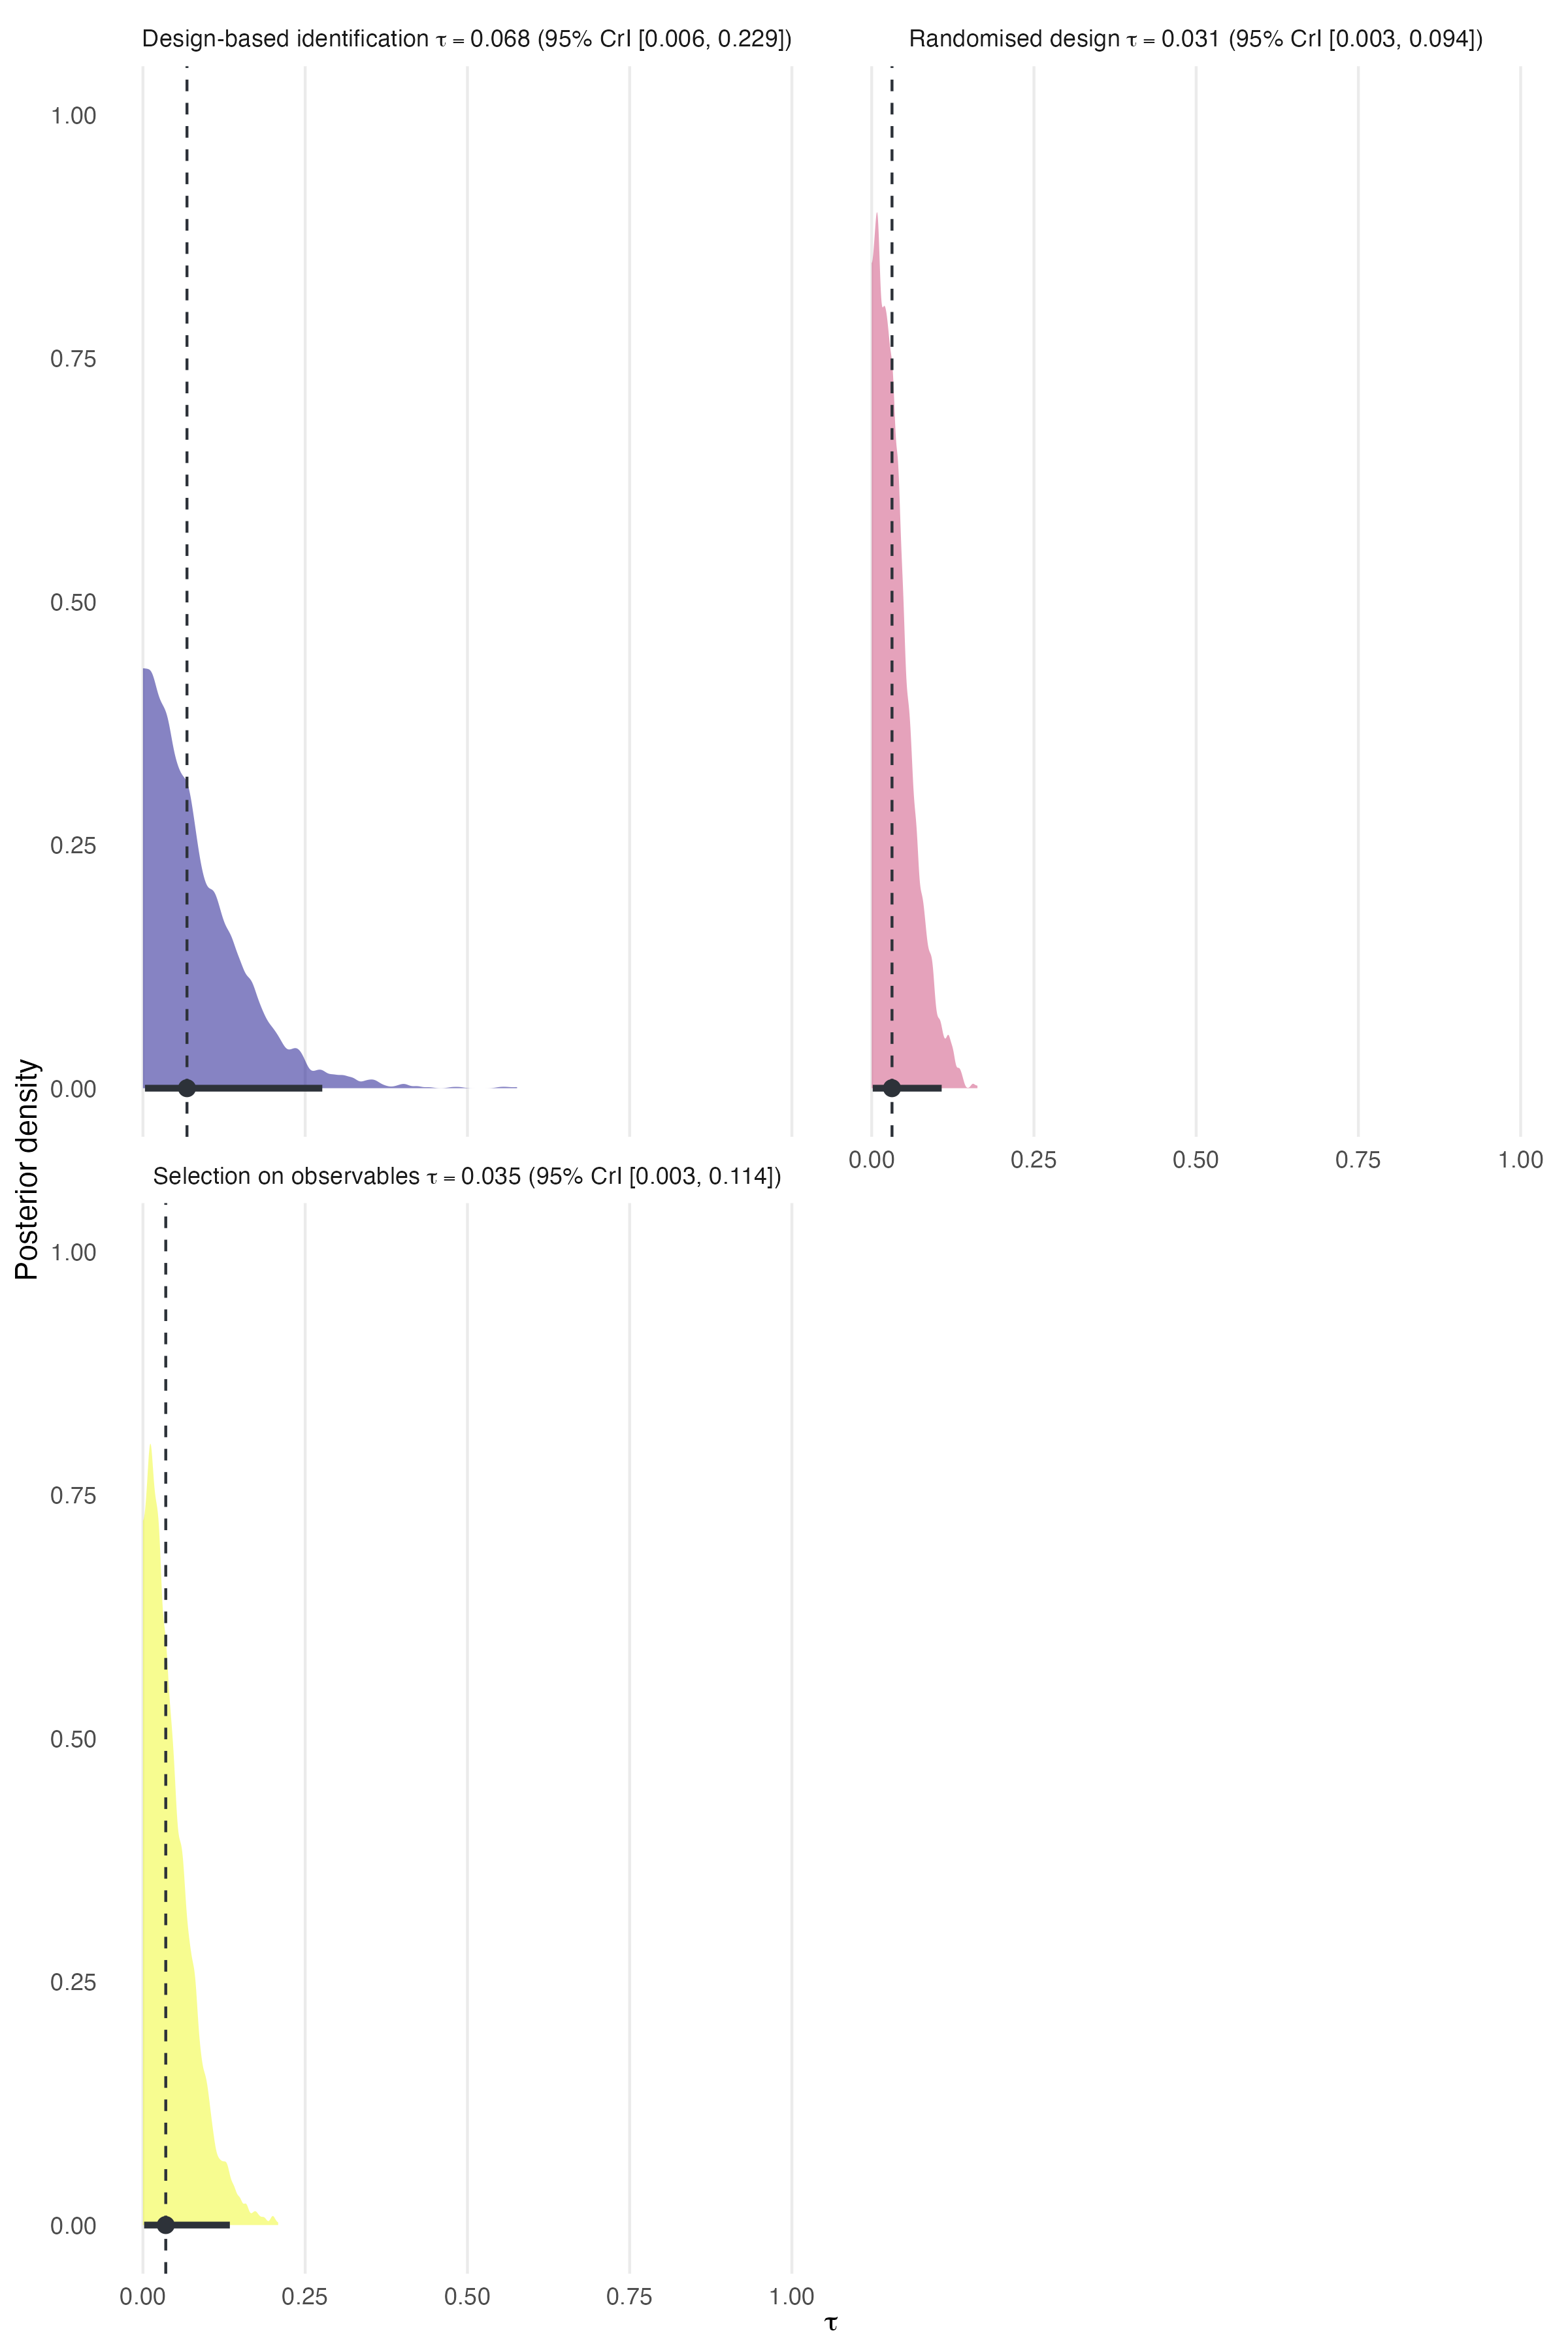 Design-based identification τ = 0.068 (95% CrI [0.006, 0.229])
Randomised design τ = 0.031 (95% CrI [0.003, 0.094])
1.00
0.75
0.50
0.25
0.00
0.00 0.25 0.50 0.75 1.00
Posterior density
Selection on observables τ = 0.035 (95% CrI [0.003, 0.114])
1.00
0.75
0.50
0.25
0.00
0.00 0.25 0.50 0.75 1.00
τ